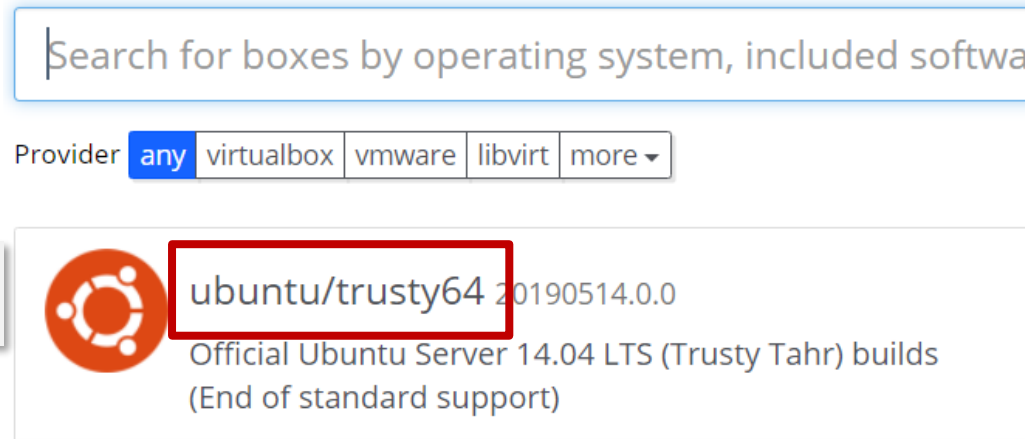 Search for boxes by operating system, included softwa
Provider any virtualbox vmware libvirt more
ubuntu/trusty64 20190514.0.0
Official Ubuntu Server 14.04 LTS (Trusty Tahr) builds
(End of standard support)